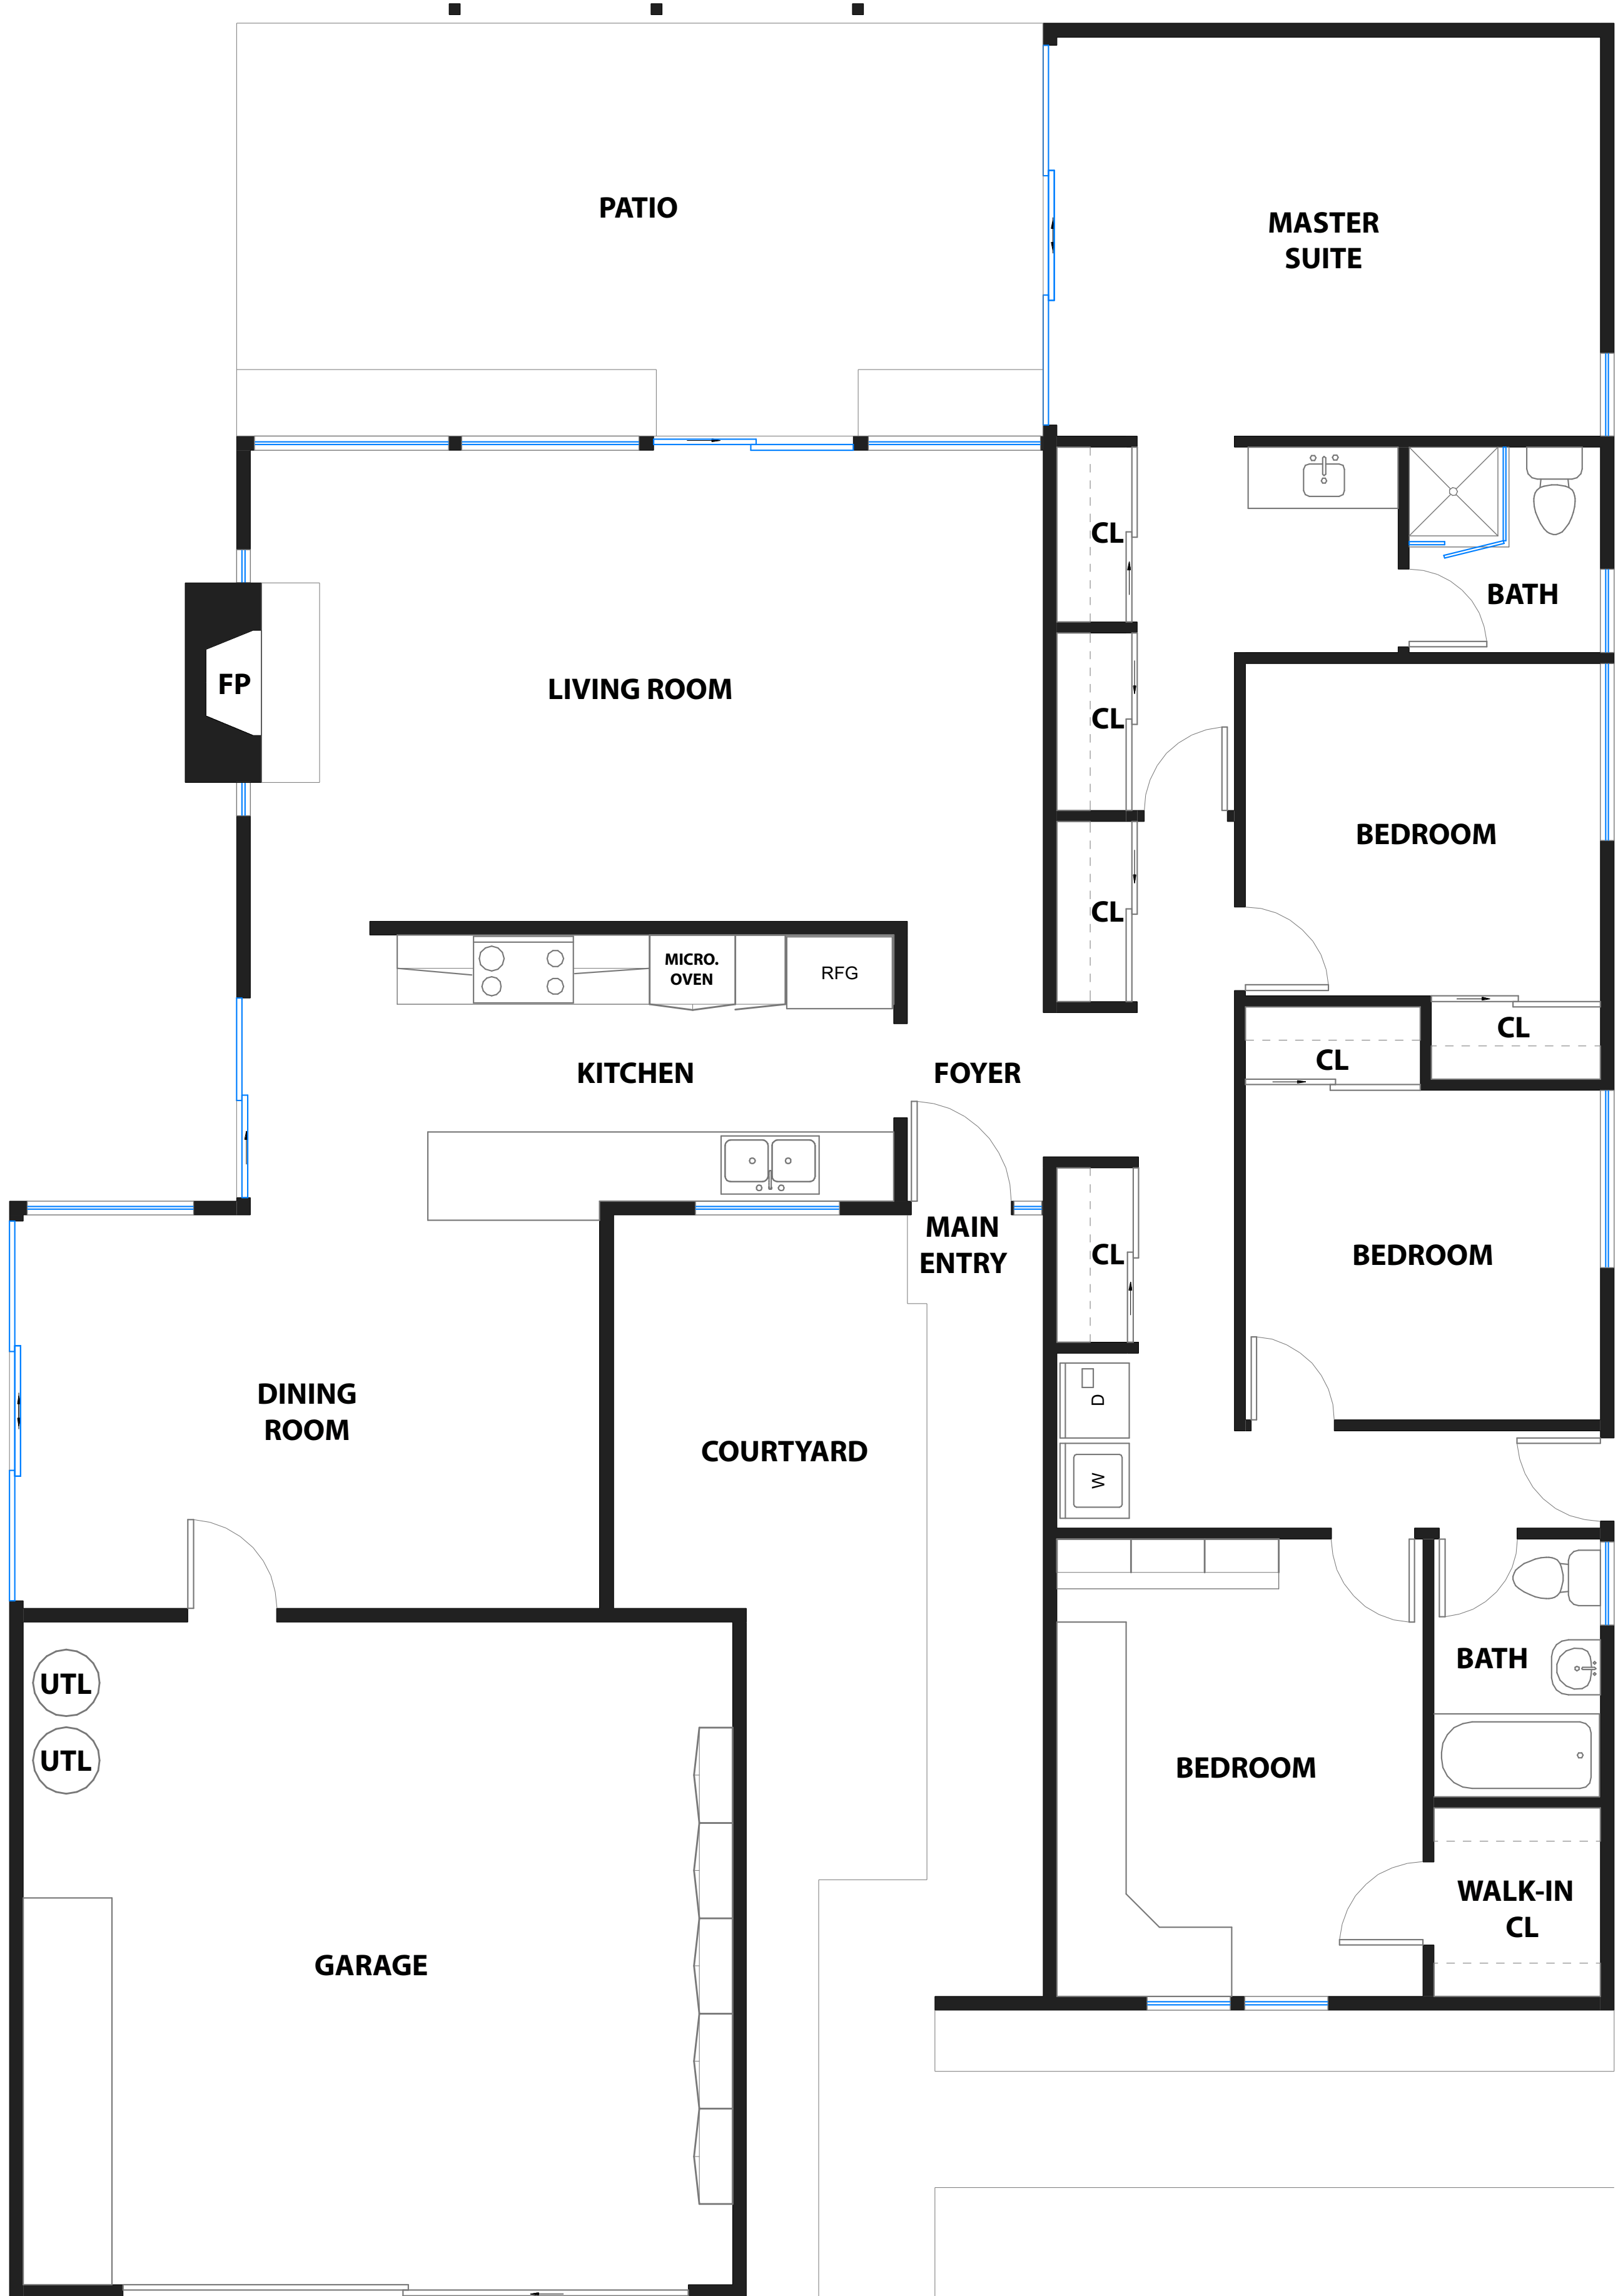 PATIO
MASTER
SUITE
CL
BATH
FP
LIVING ROOM
CL
BEDROOM
CL
MICRO.
OVEN
RFG
CL
CL
KITCHEN
FOYER
MAIN
ENTRY
CL
BEDROOM
DINING
ROOM
D
COURTYARD
W
BATH
UTL
UTL
BEDROOM
WALK-IN
CL
GARAGE